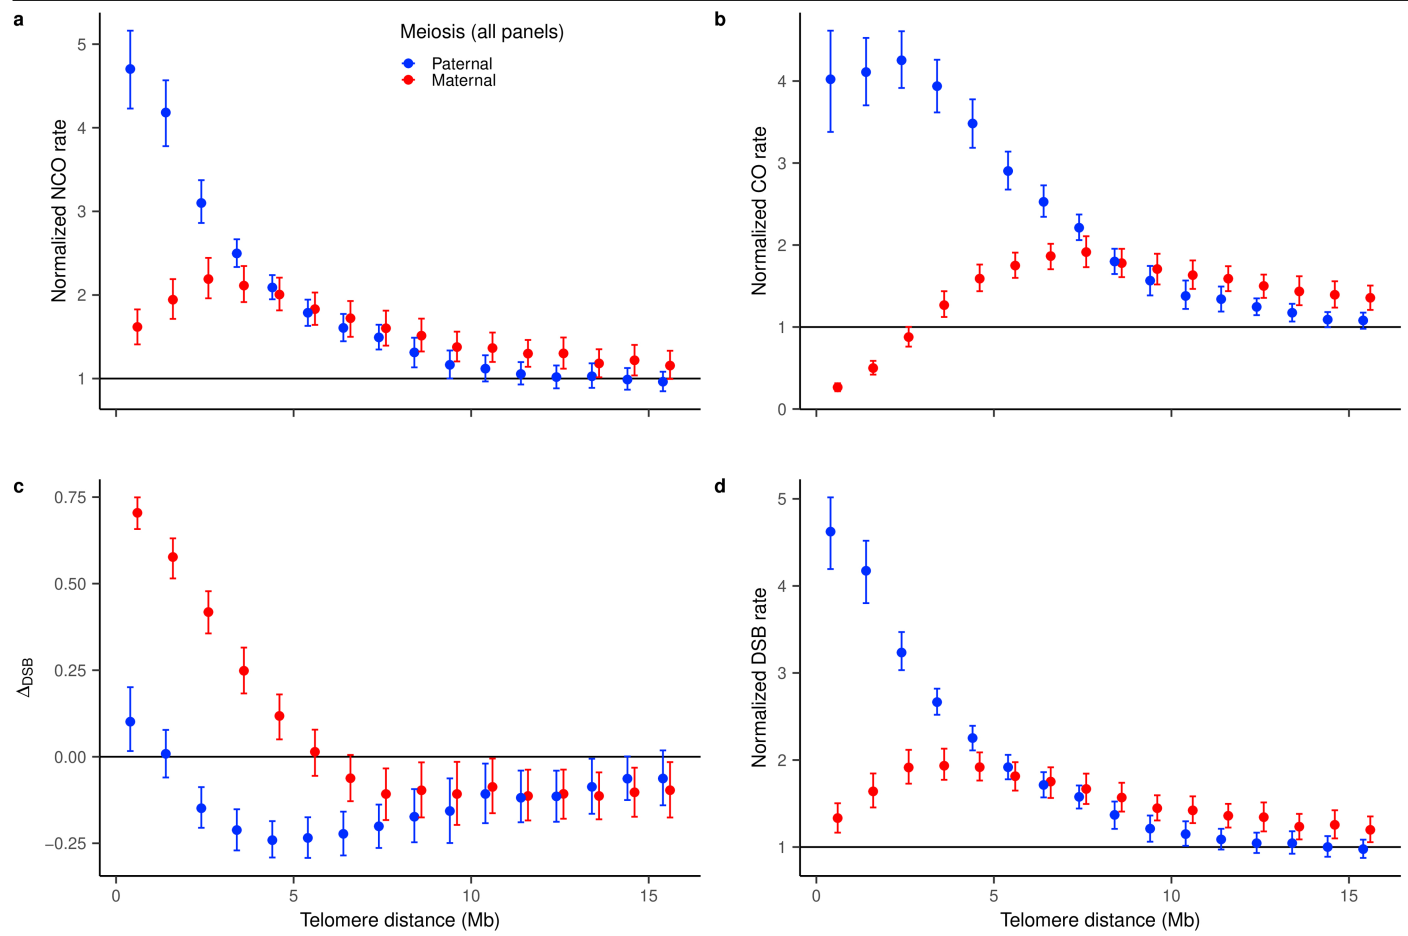 a
Meiosis (all panels)
Paternal
Maternal
Normalized NCO rate
5
4
3
2
1
b
Normalized CO rate
4
3
2
1
0
c
ΔDSB
0.75
0.50
0.25
0.00
−0.25
0
5
10
15
Telomere distance (Mb)
d
Normalized DSB rate
5
4
3
2
1
0
5
10
15
Telomere distance (Mb)